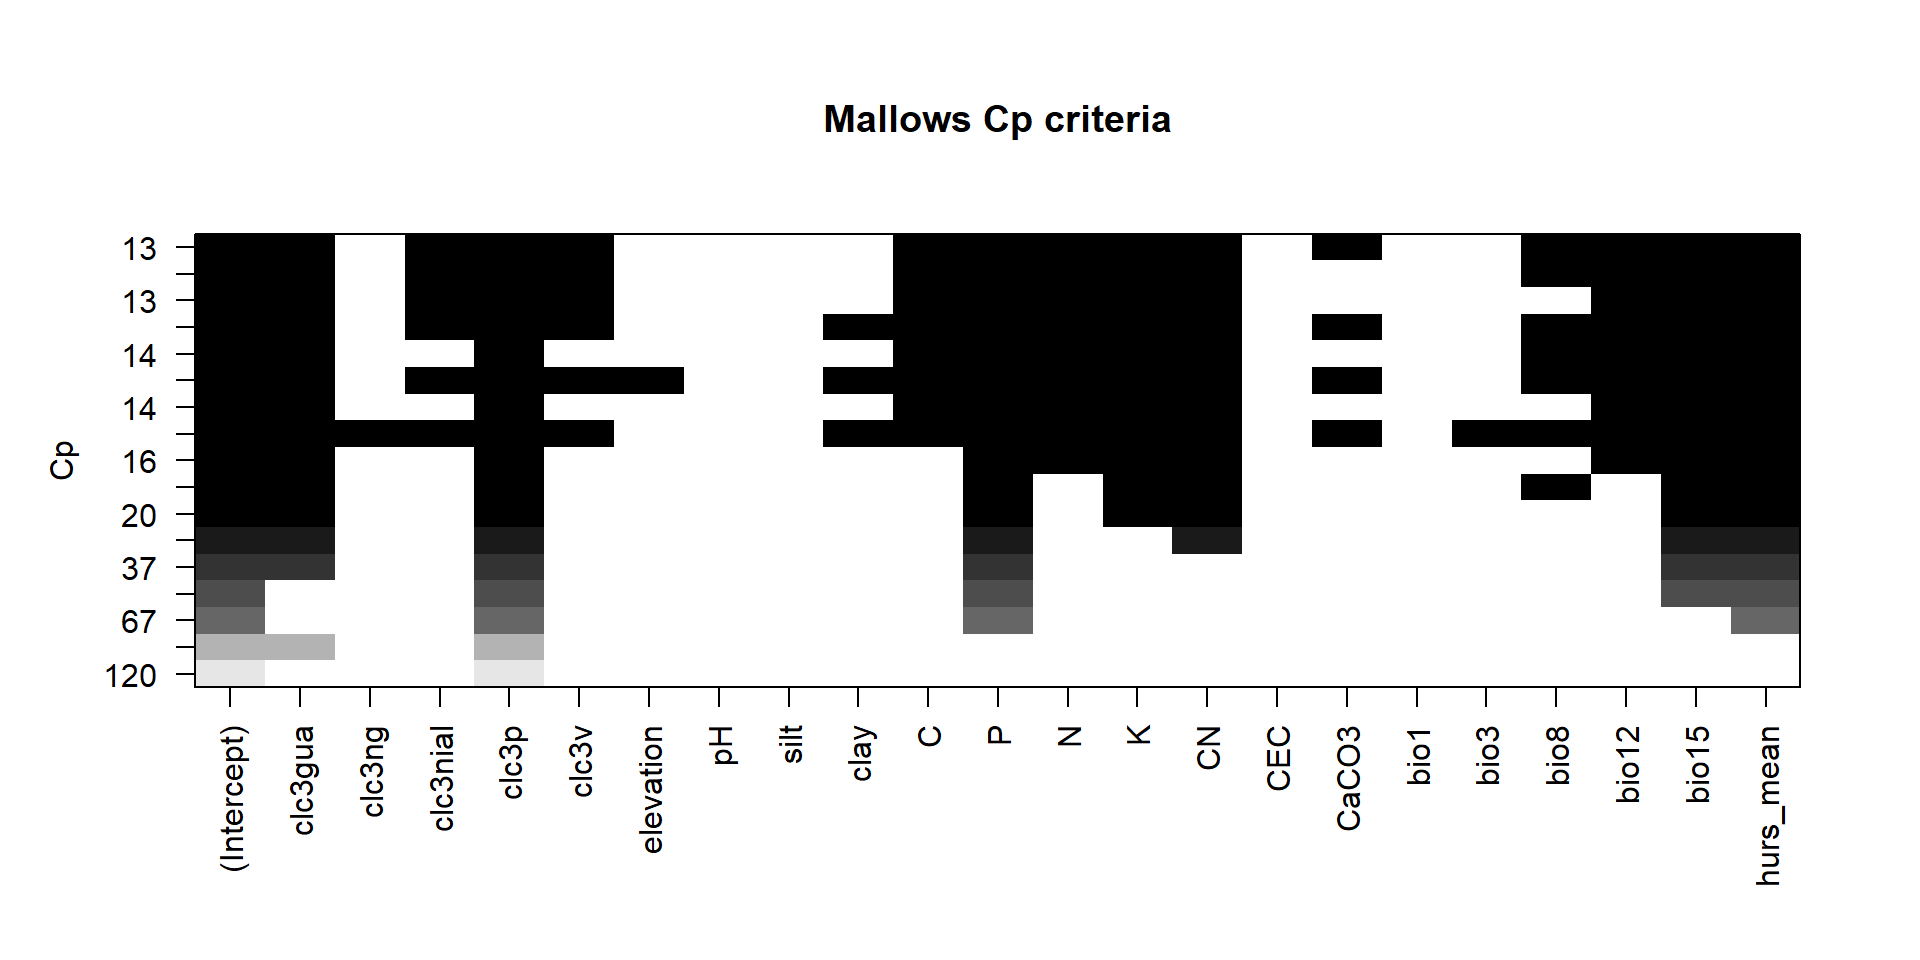 Mallows Cp criteria
Cp
13
13
14
14
16
20
37
67
120
(Intercept)
clc3gua
clc3ng
clc3nial
clc3p
clc3v
elevation
pH
silt
clay
C
P
N
K
CN
CEC
CaCO3
bio1
bio3
bio8
bio12
bio15
hurs_mean